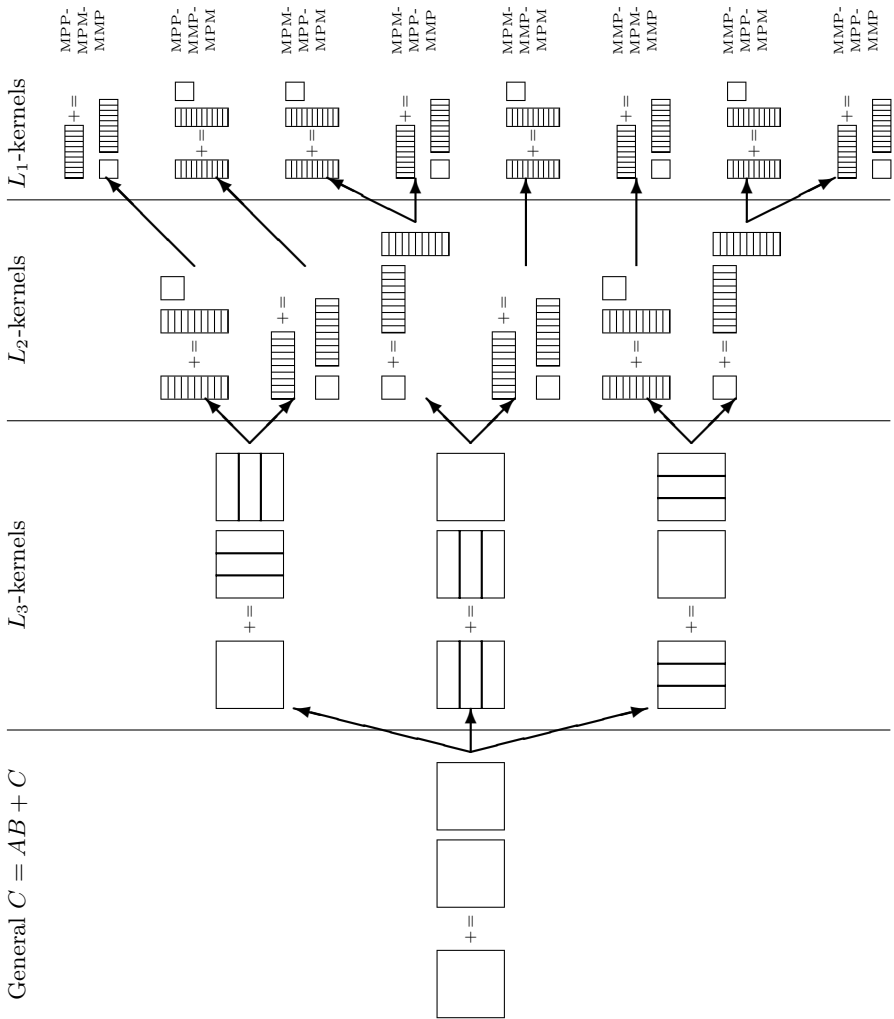 General C = AB + C
L₃-kernels
L₂-kernels
L₁-kernels
+=
MPP-
MPM-
MMP
+=
+=
MPP-
MMP-
MPM
+=
+=
+=
MPM-
MPP-
MPM
+=
+=
MPM-
MPP-
MMP
+=
+=
+=
+=
MPM-
MMP-
MPM
+=
+=
MMP-
MPM-
MMP
+=
+=
+=
MMP-
MPP-
MPM
+=
MMP-
MPP-
MMP